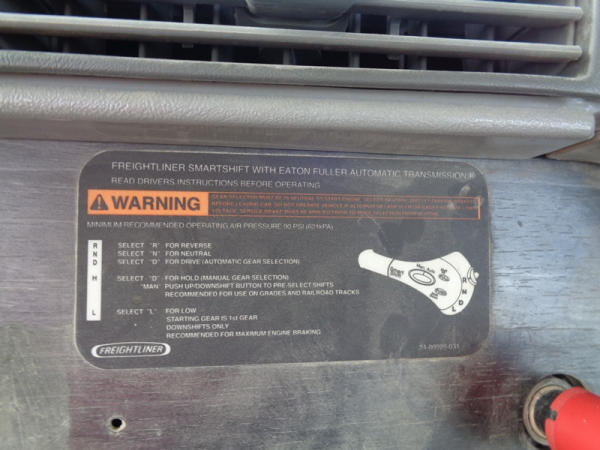 FREIGHTLINER SMARTSHIFT WITH EATON FULLER AUTOMATIC TRANSMISSION
READ DRIVERS INSTRUCTIONS BEFORE OPERATING
WARNING
MINIMUM RECOMMENDED OPERATING AIR PRESSURE 90 PSI (621kPA)
R SELECT "R" FOR REVERSE
N SELECT "N" FOR NEUTRAL
D SELECT "D" FOR DRIVE (AUTOMATIC GEAR SELECTION)
H SELECT "D" FOR HOLD (MANUAL GEAR SELECTION)
"MAN" PUSH UP/DOWNSHIFT BUTTON TO PRE-SELECT SHIFTS
RECOMMENDED FOR USE ON GRADES AND RAILROAD TRACKS
L SELECT "L" FOR LOW
STARTING GEAR IS 1st GEAR
DOWNSHIFTS ONLY
RECOMMENDED FOR MAXIMUM ENGINE BRAKING
R
N
D
L
FREIGHTLINER